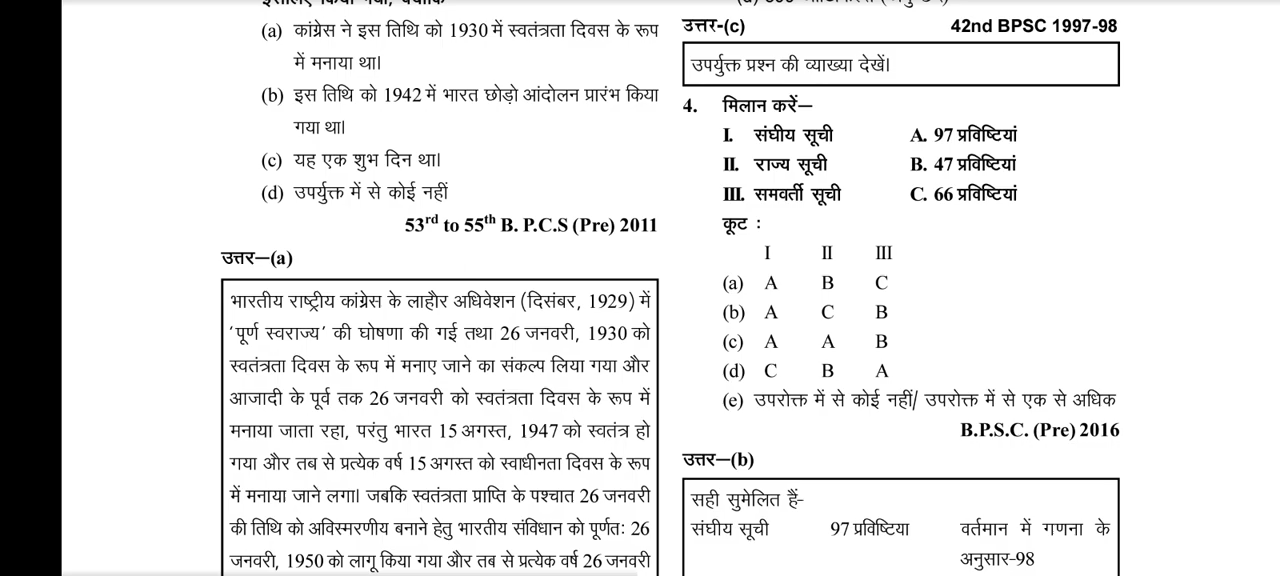 इसलिए किया गया, क्योंकि
(a) कांग्रेस ने इस तिथि को 1930 में स्वतंत्रता दिवस के रूप
में मनाया था।
(b) इस तिथि को 1942 में भारत छोड़ो आंदोलन प्रारंभ किया
गया था।
(c) यह एक शुभ दिन था।
(d) उपर्युक्त में से कोई नहीं
53rd to 55th B. P.C.S (Pre) 2011
उत्तर—(a)
भारतीय राष्ट्रीय कांग्रेस के लाहौर अधिवेशन (दिसंबर, 1929) में
‘पूर्ण स्वराज्य’ की घोषणा की गई तथा 26 जनवरी, 1930 को
स्वतंत्रता दिवस के रूप में मनाए जाने का संकल्प लिया गया और
आजादी के पूर्व तक 26 जनवरी को स्वतंत्रता दिवस के रूप में
मनाया जाता रहा, परंतु भारत 15 अगस्त, 1947 को स्वतंत्र हो
गया और तब से प्रत्येक वर्ष 15 अगस्त को स्वाधीनता दिवस के रूप
में मनाया जाने लगा। जबकि स्वतंत्रता प्राप्ति के पश्चात 26 जनवरी
की तिथि को अविस्मरणीय बनाने हेतु भारतीय संविधान को पूर्णतः 26
जनवरी, 1950 को लागू किया गया और तब से प्रत्येक वर्ष 26 जनवरी
उत्तर-(c) 42nd BPSC 1997-98
उपर्युक्त प्रश्न की व्याख्या देखें।
4. मिलान करें—
I. संघीय सूची A. 97 प्रविष्टियां
II. राज्य सूची B. 47 प्रविष्टियां
III. समवर्ती सूची C. 66 प्रविष्टियां
कूट :
I II III
(a) A B C
(b) A C B
(c) A A B
(d) C B A
(e) उपरोक्त में से कोई नहीं/ उपरोक्त में से एक से अधिक
B.P.S.C. (Pre) 2016
उत्तर—(b)
सही सुमेलित हैं-
संघीय सूची 97 प्रविष्टिया वर्तमान में गणना के
अनुसार-98